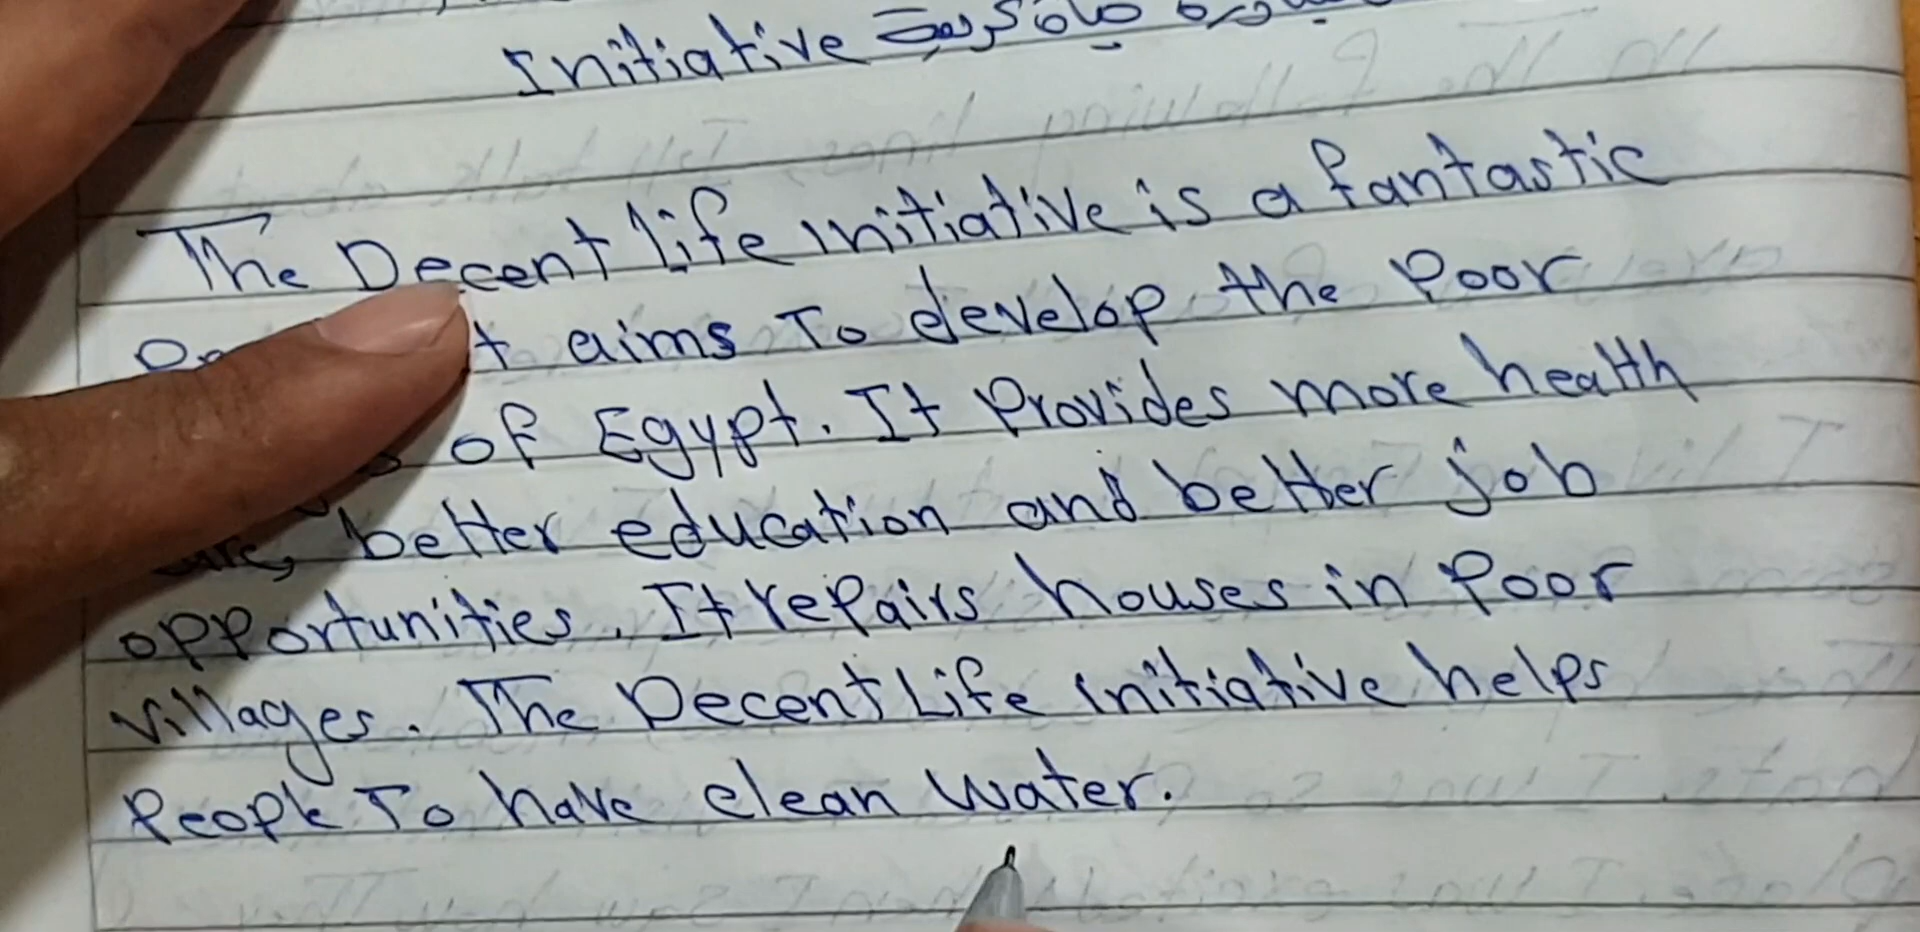 Initiative مبادرة حياة كريمة
The Decent life initiative is a fantastic
aims To develop the Poor
of Egypt. It Provides more health
better education and better job
opportunities. It repairs houses in Poor
villages. The Decent Life initiative helps
People To have clean water.